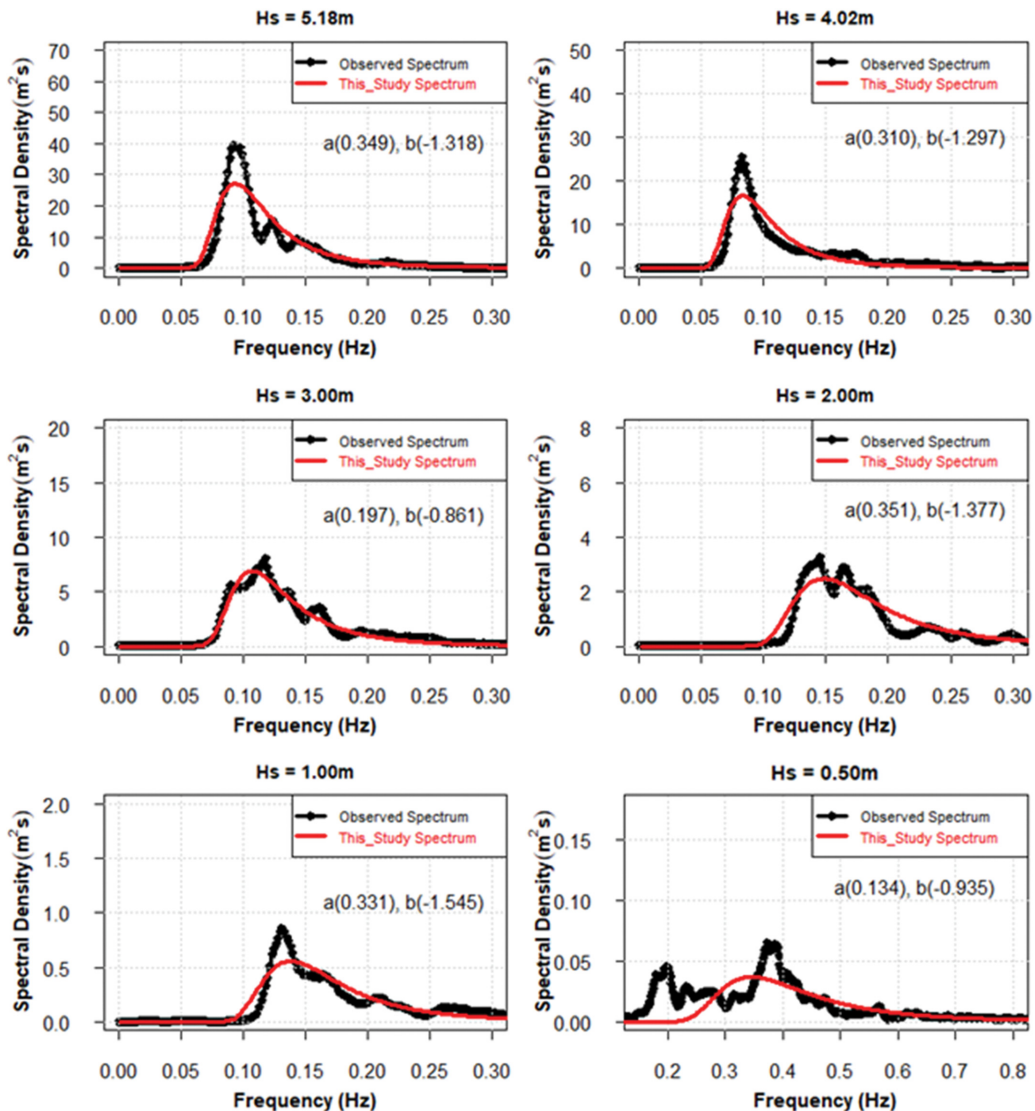 Hs = 5.18m
Spectral Density(m²s)
70
60
50
40
30
20
10
0
Observed Spectrum
This_Study Spectrum
a(0.349), b(-1.318)
0.00 0.05 0.10 0.15 0.20 0.25 0.30
Frequency (Hz)
Hs = 4.02m
Spectral Density(m²s)
50
40
30
20
10
0
Observed Spectrum
This_Study Spectrum
a(0.310), b(-1.297)
0.00 0.05 0.10 0.15 0.20 0.25 0.30
Frequency (Hz)
Hs = 3.00m
Spectral Density(m²s)
20
15
10
5
0
Observed Spectrum
This_Study Spectrum
a(0.197), b(-0.861)
0.00 0.05 0.10 0.15 0.20 0.25 0.30
Frequency (Hz)
Hs = 2.00m
Spectral Density(m²s)
8
6
4
2
0
Observed Spectrum
This_Study Spectrum
a(0.351), b(-1.377)
0.00 0.05 0.10 0.15 0.20 0.25 0.30
Frequency (Hz)
Hs = 1.00m
Spectral Density(m²s)
2.0
1.5
1.0
0.5
0.0
Observed Spectrum
This_Study Spectrum
a(0.331), b(-1.545)
0.00 0.05 0.10 0.15 0.20 0.25 0.30
Frequency (Hz)
Hs = 0.50m
Spectral Density(m²s)
0.15
0.10
0.05
0.00
Observed Spectrum
This_Study Spectrum
a(0.134), b(-0.935)
0.2 0.3 0.4 0.5 0.6 0.7 0.8
Frequency (Hz)